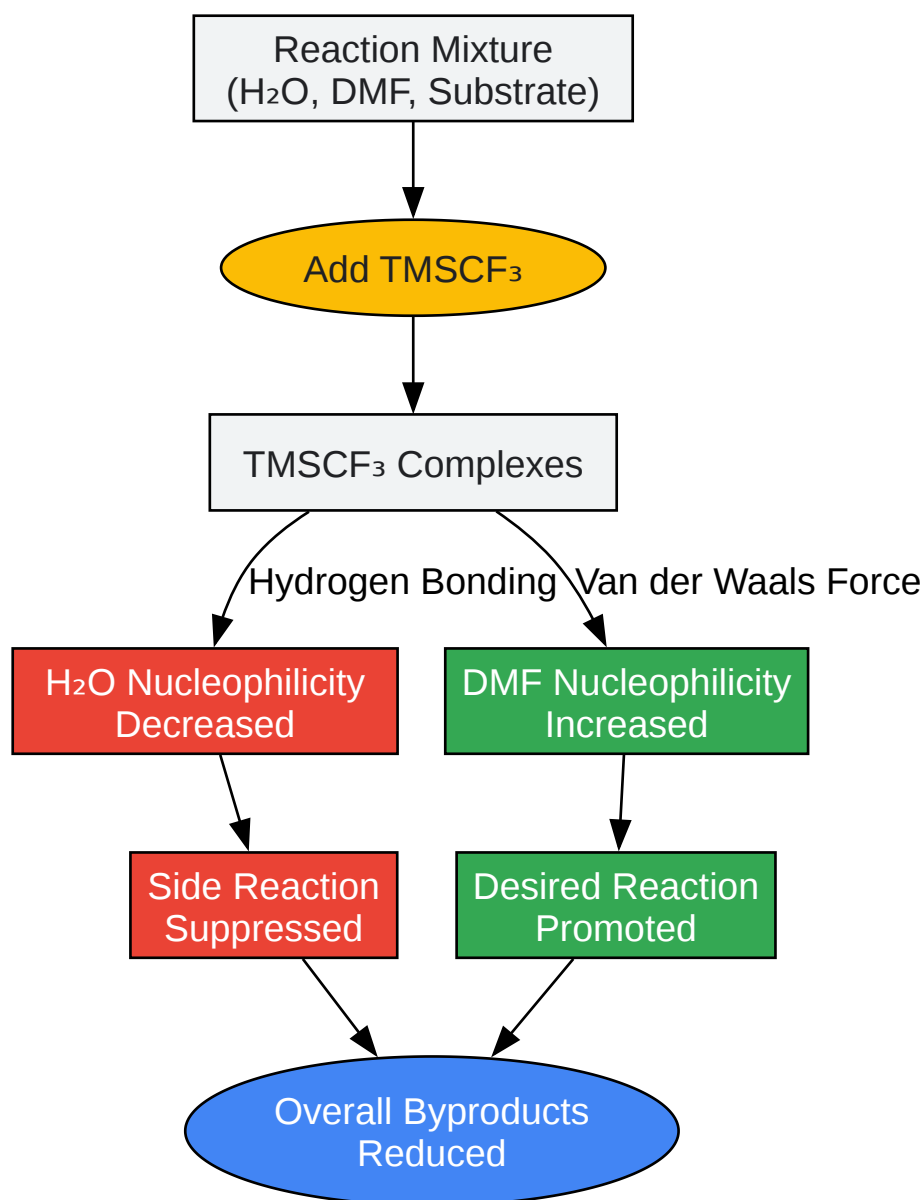 Reaction Mixture
(H₂O, DMF, Substrate)
Add TMSCF₃
TMSCF₃ Complexes
Hydrogen Bonding
Van der Waals Force
H₂O Nucleophilicity
Decreased
DMF Nucleophilicity
Increased
Side Reaction
Suppressed
Desired Reaction
Promoted
Overall Byproducts
Reduced